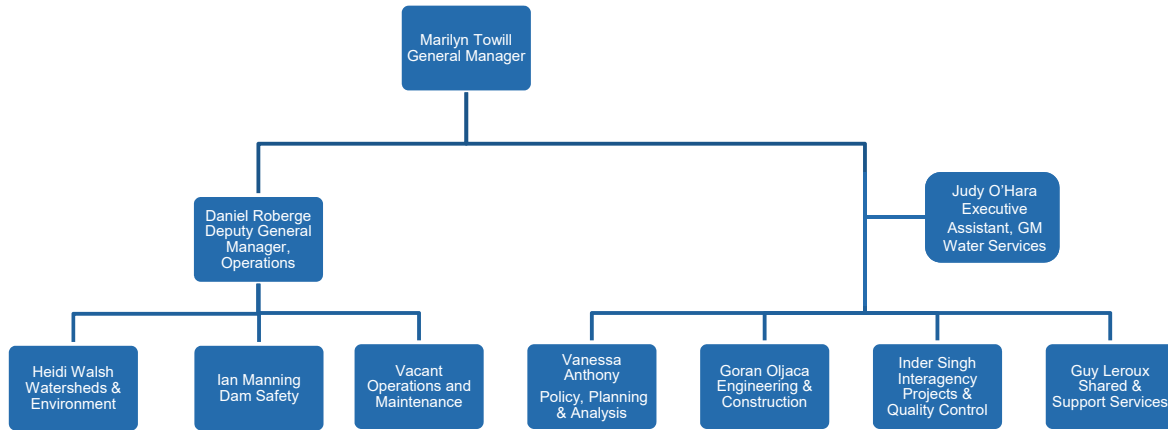 Marilyn Towill
General Manager
Judy O’Hara
Executive
Assistant, GM
Water Services
Daniel Roberge
Deputy General
Manager,
Operations
Heidi Walsh
Watersheds &
Environment
Ian Manning
Dam Safety
Vacant
Operations and
Maintenance
Vanessa
Anthony
Policy, Planning
& Analysis
Goran Oljaca
Engineering &
Construction
Inder Singh
Interagency
Projects &
Quality Control
Guy Leroux
Shared &
Support Services